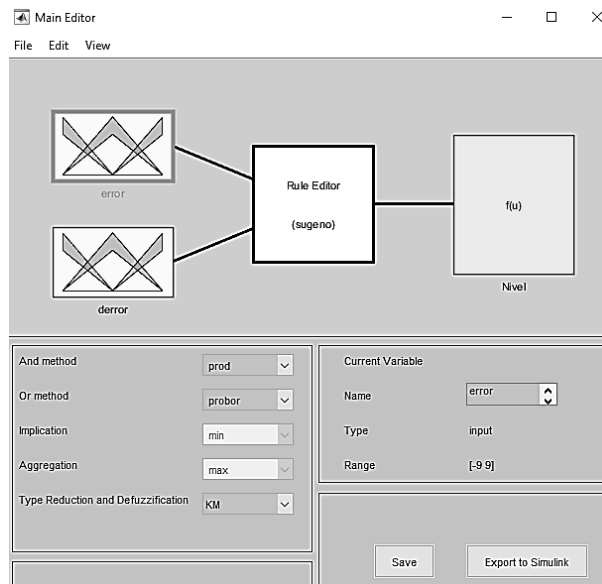 Main Editor
File Edit View
error
derror
Rule Editor
(sugeno)
f(u)
Nivel
And method
prod
Or method
probor
Implication
min
Aggregation
max
Type Reduction and Defuzzification
KM
Current Variable
Name
error
Type
input
Range
[-9 9]
Save
Export to Simulink